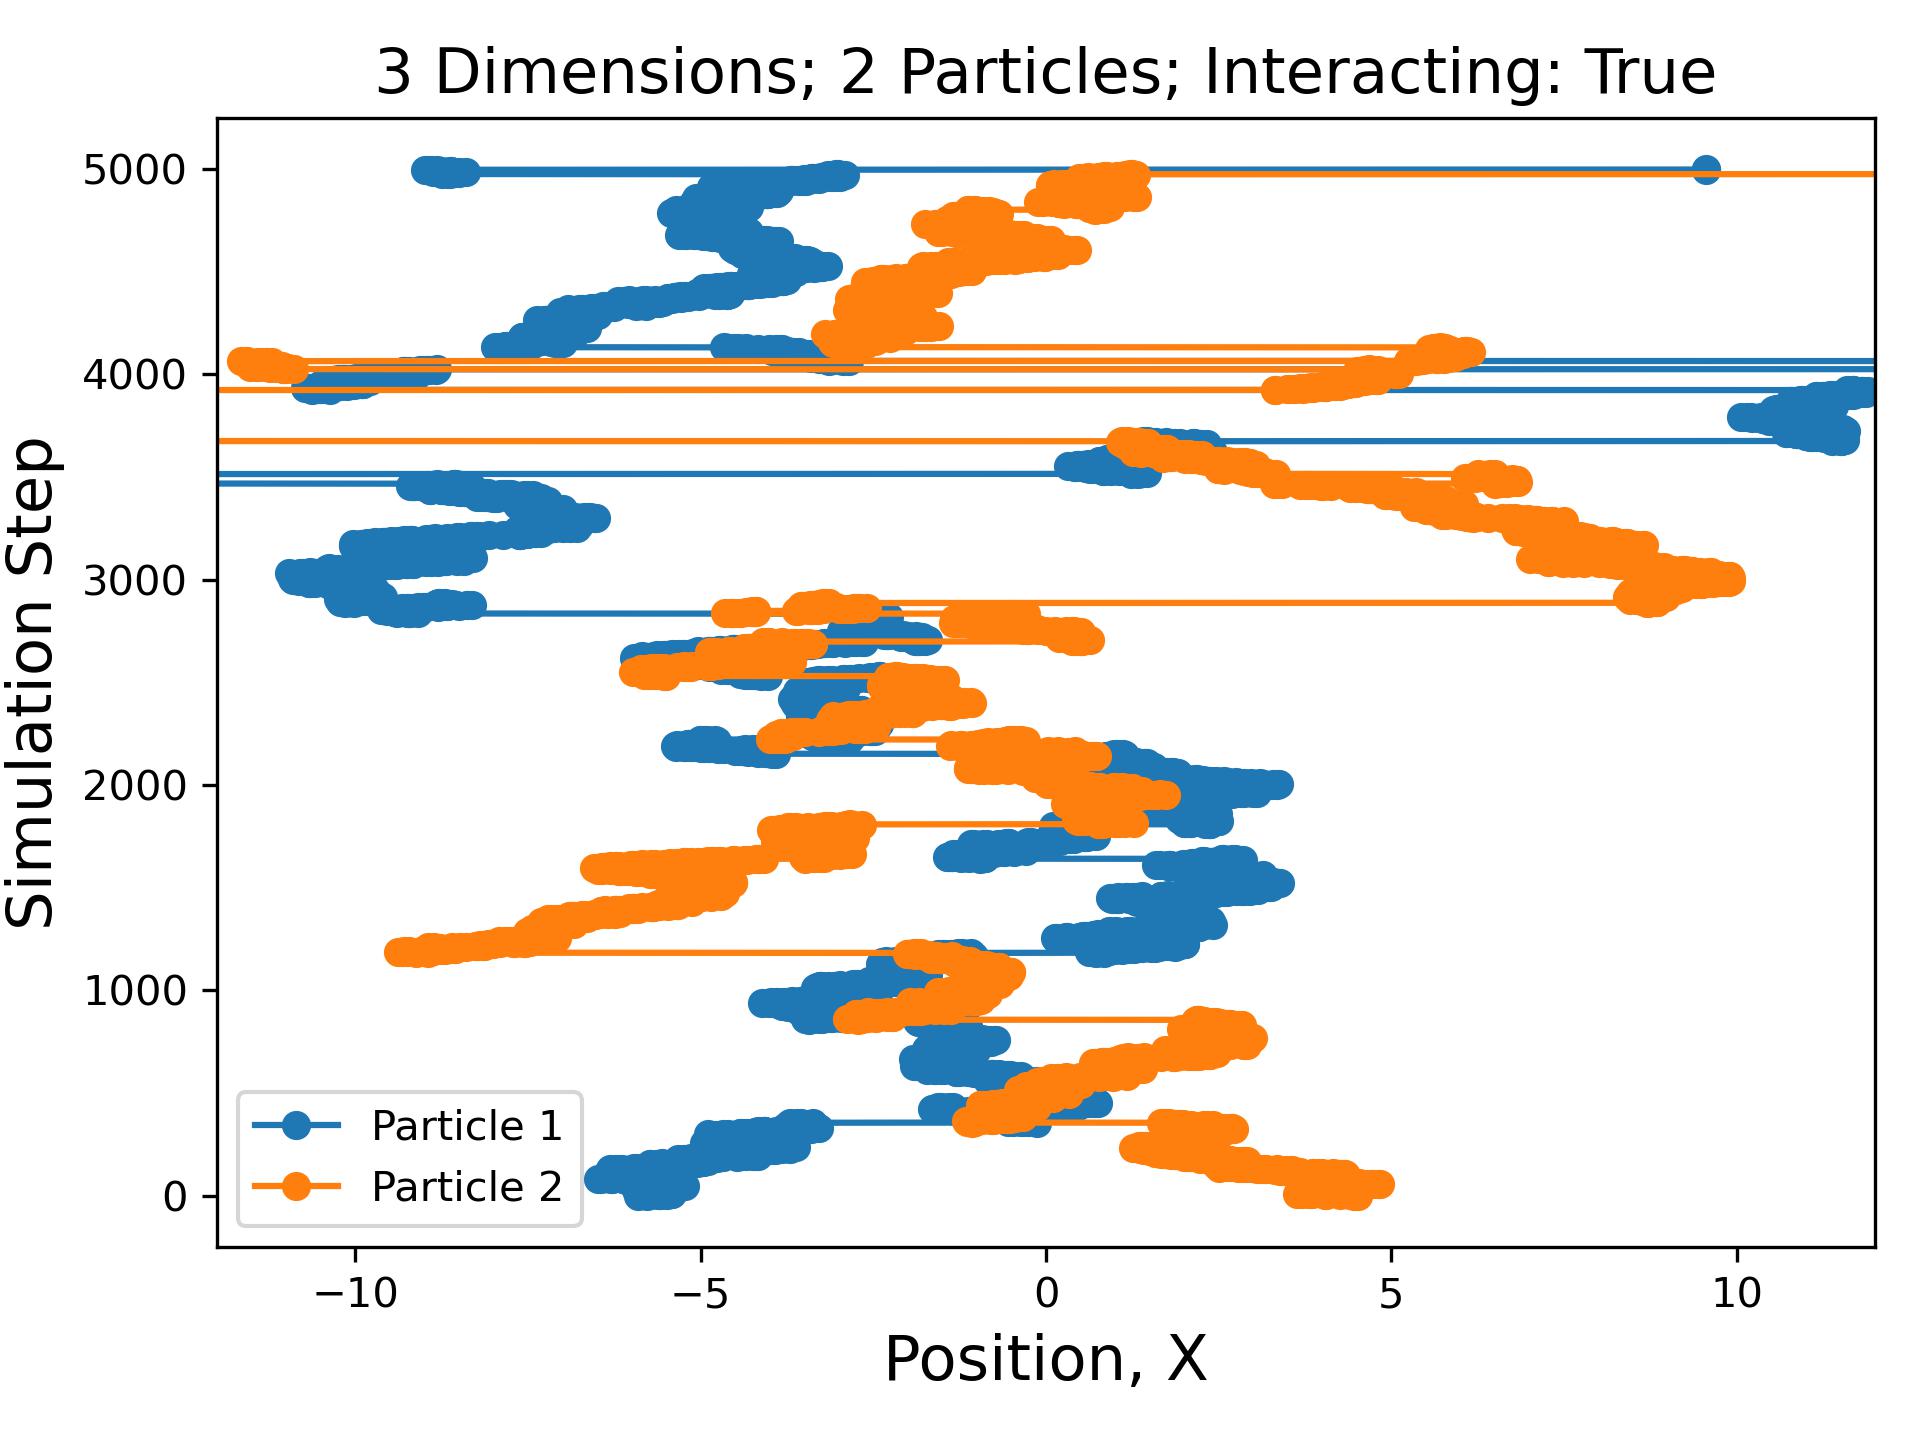 3 Dimensions; 2 Particles; Interacting: True
5000
4000
3000
2000
1000
0
Simulation Step
Particle 1
Particle 2
−10
−5
0
5
10
Position, X